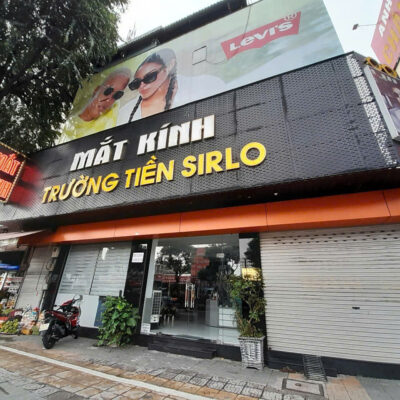 Levi's
MẮT KÍNH
TRƯỜNG TIỀN SIRLO